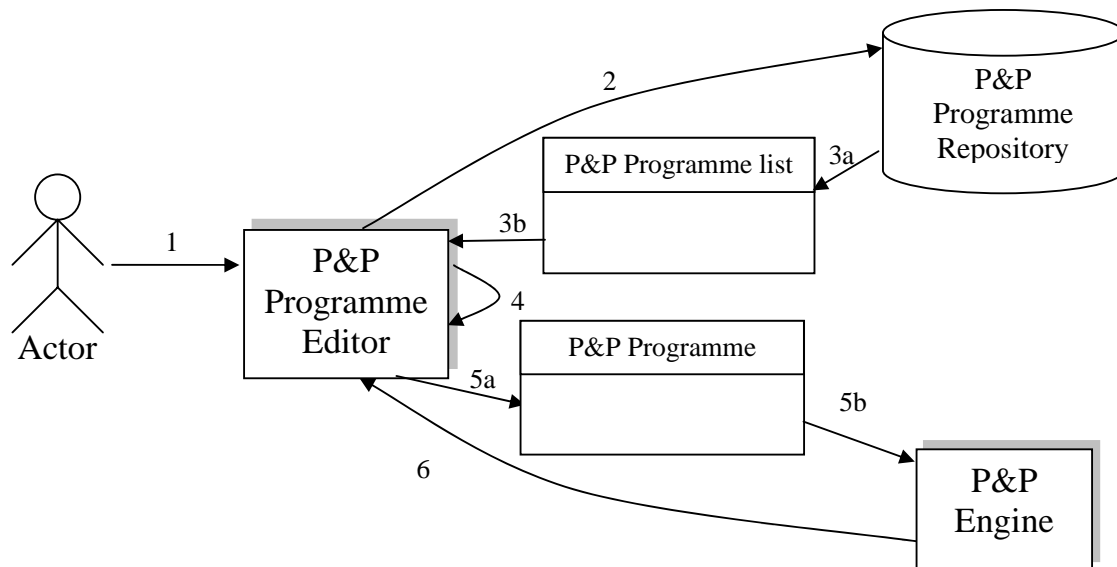 2
P&P
Programme
Repository
P&P Programme list
3a
1
3b
P&P
Programme
Editor
4
Actor
P&P Programme
5a
5b
6
P&P
Engine